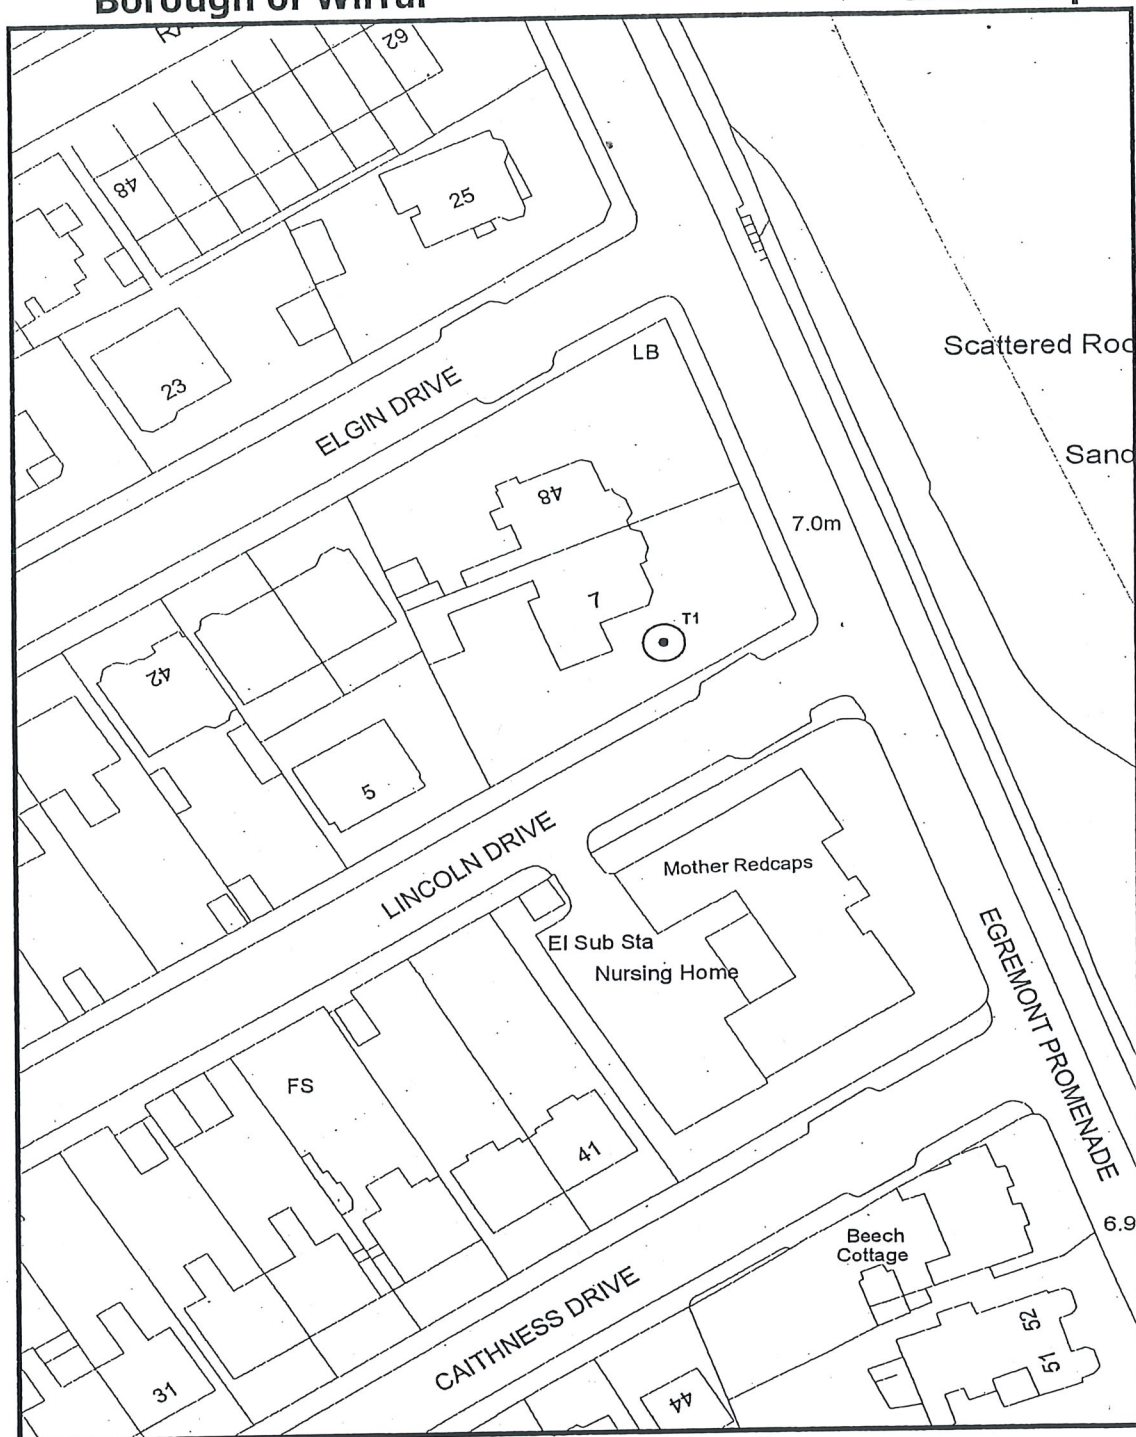 Borough of Wirral
62
48
25
Scattered
23
LB
Sand
ELGIN DRIVE
48
7.0m
7
T1
42
5
LINCOLN DRIVE
Mother Redcaps
El Sub Sta
Nursing Home
EGREMONT PROMENADE
FS
41
Beech
Cottage
6.9
CAITHNESS DRIVE
52
51
31
44